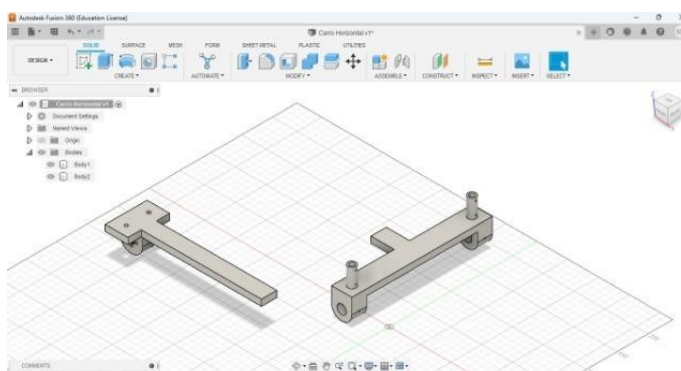 Autodesk Fusion 360 (Education License)
Carro Horizontal v1*
SOLID SURFACE MESH FORM SHEET METAL PLASTIC UTILITIES
DESIGN
CREATE AUTOMATE MODIFY ASSEMBLE CONSTRUCT INSPECT INSERT SELECT
BROWSER
Carro Horizontal v1
Document Settings
Named Views
Origin
Bodies
Body1
Body2
COMMENTS